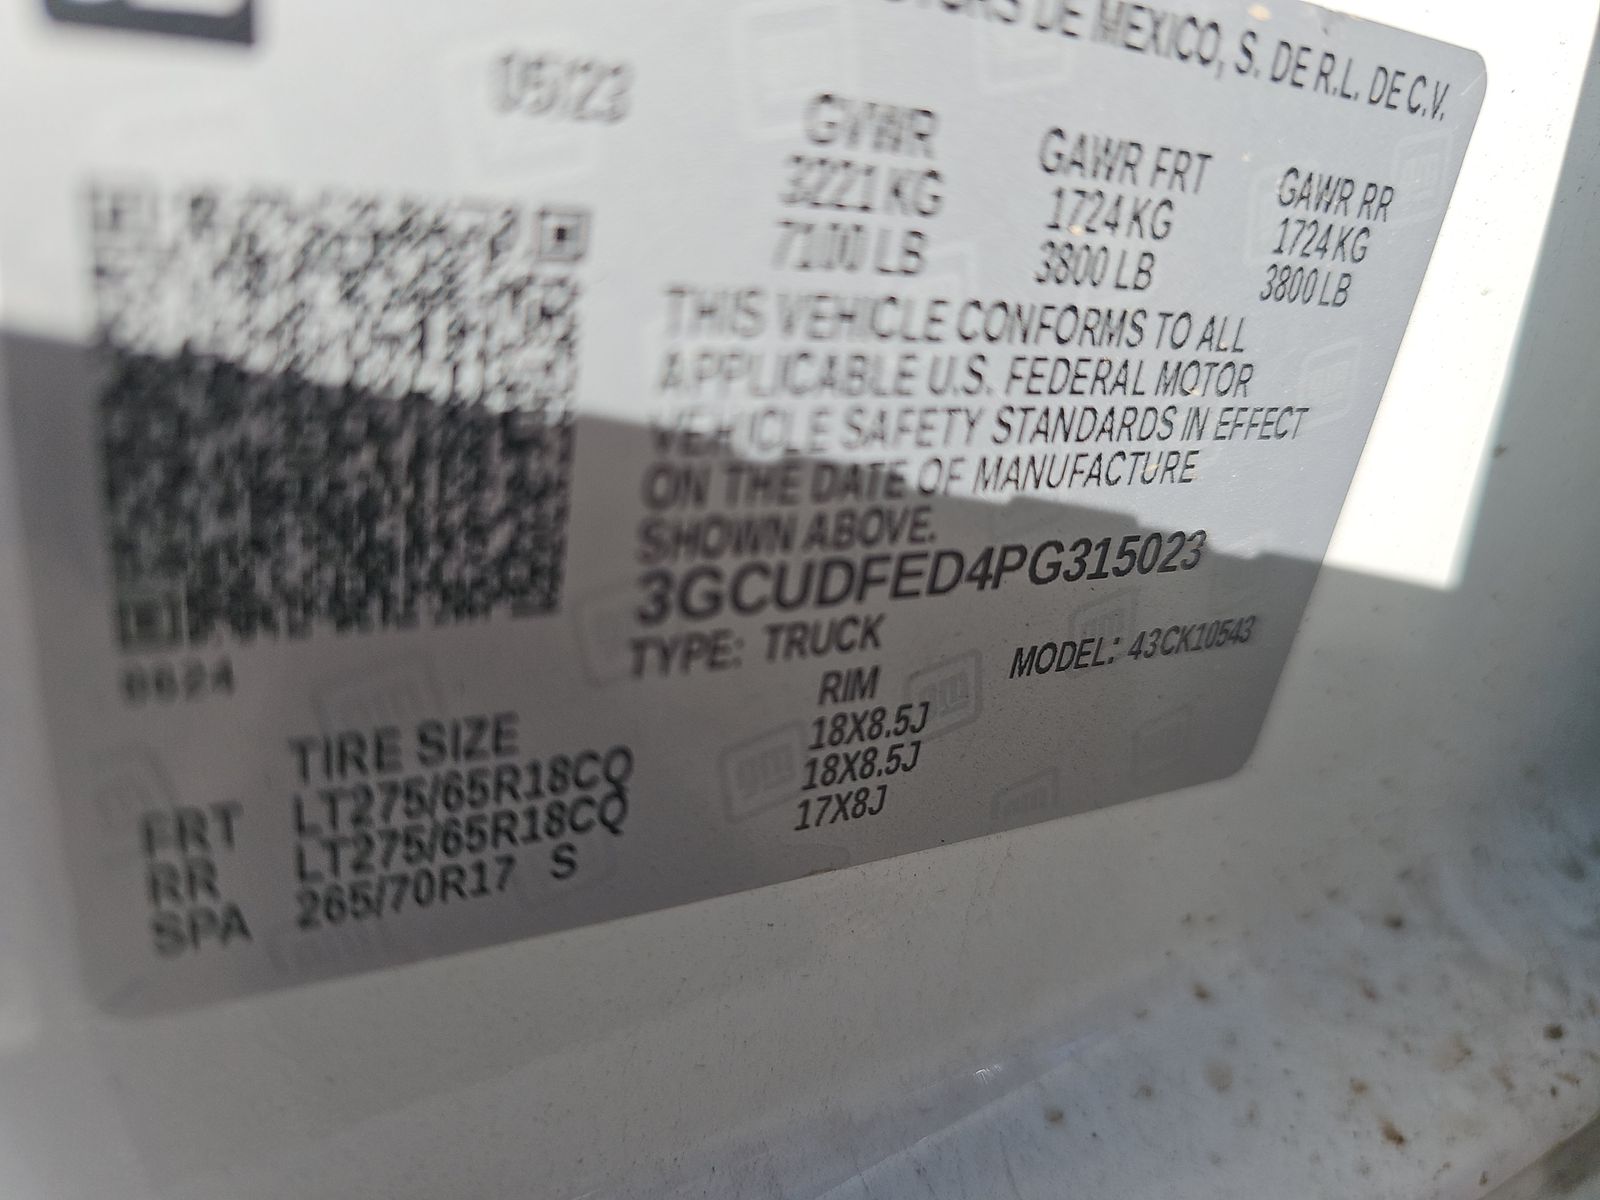 DE MEXICO, S. DE R.L. DE C.V.
05/23
GVWR GAWR FRT GAWR RR
3221 KG 1724 KG 1724 KG
7100 LB 3800 LB 3800 LB
THIS VEHICLE CONFORMS TO ALL
APPLICABLE U.S. FEDERAL MOTOR
VEHICLE SAFETY STANDARDS IN EFFECT
ON THE DATE OF MANUFACTURE
SHOWN ABOVE.
3GCUDFED4PG315023
TYPE: TRUCK MODEL: 43CK10543
TIRE SIZE RIM
FRT LT275/65R18CQ 18X8.5J
RR LT275/65R18CQ 18X8.5J
SPA 265/70R17 S 17X8J